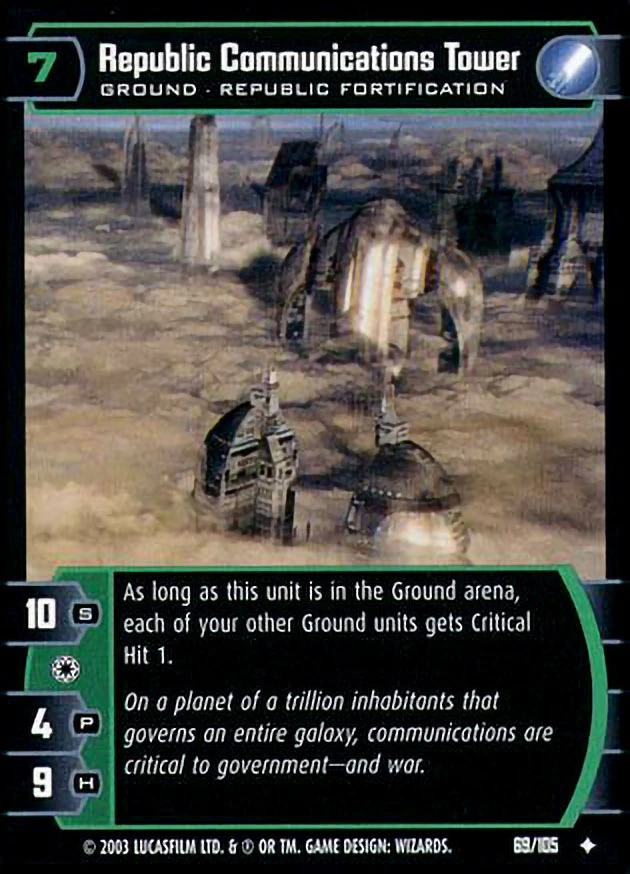 7
Republic Communications Tower
GROUND · REPUBLIC FORTIFICATION
As long as this unit is in the Ground arena,
each of your other Ground units gets Critical
Hit 1.
On a planet of a trillion inhabitants that
governs an entire galaxy, communications are
critical to government—and war.
10 S
4 P
9 H
© 2003 LUCASFILM LTD. & ® OR TM. GAME DESIGN: WIZARDS.
69/105